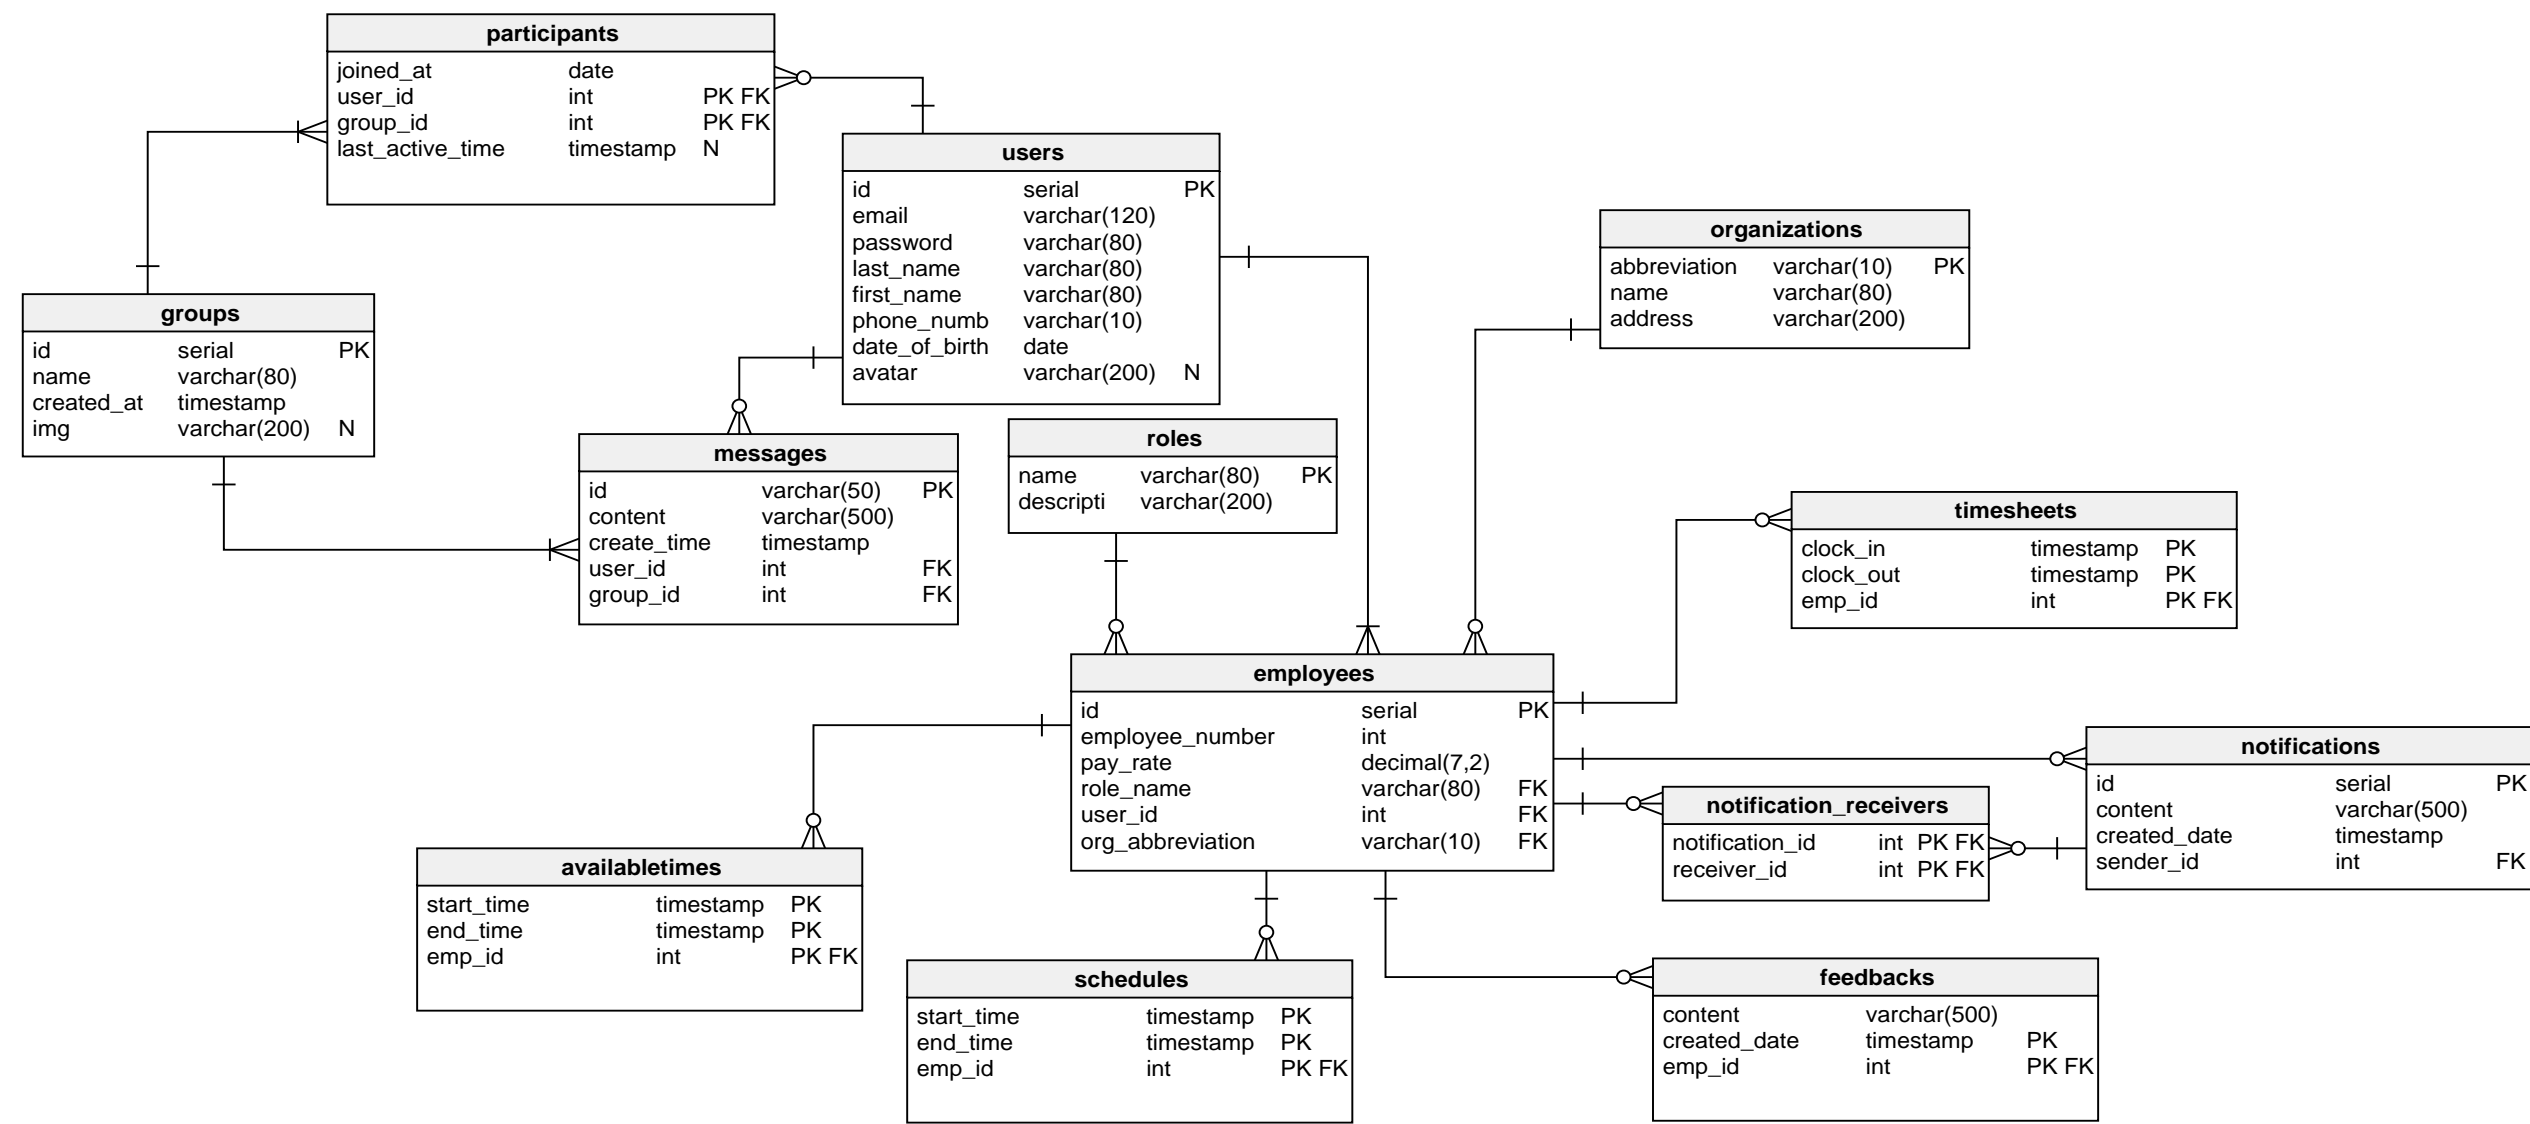 participants
joined_at date
user_id int PK FK
group_id int PK FK
last_active_time timestamp N
users
id serial PK
email varchar(120)
password varchar(80)
last_name varchar(80)
first_name varchar(80)
phone_numb varchar(10)
date_of_birth date
avatar varchar(200) N
organizations
abbreviation varchar(10) PK
name varchar(80)
address varchar(200)
groups
id serial PK
name varchar(80)
created_at timestamp
img varchar(200) N
messages
id varchar(50) PK
content varchar(500)
create_time timestamp
user_id int FK
group_id int FK
roles
name varchar(80) PK
descripti varchar(200)
timesheets
clock_in timestamp PK
clock_out timestamp PK
emp_id int PK FK
employees
id serial PK
employee_number int
pay_rate decimal(7,2)
role_name varchar(80) FK
user_id int FK
org_abbreviation varchar(10) FK
notifications
id serial PK
content varchar(500)
created_date timestamp
sender_id int FK
notification_receivers
notification_id int PK FK
receiver_id int PK FK
availabletimes
start_time timestamp PK
end_time timestamp PK
emp_id int PK FK
schedules
start_time timestamp PK
end_time timestamp PK
emp_id int PK FK
feedbacks
content varchar(500)
created_date timestamp PK
emp_id int PK FK